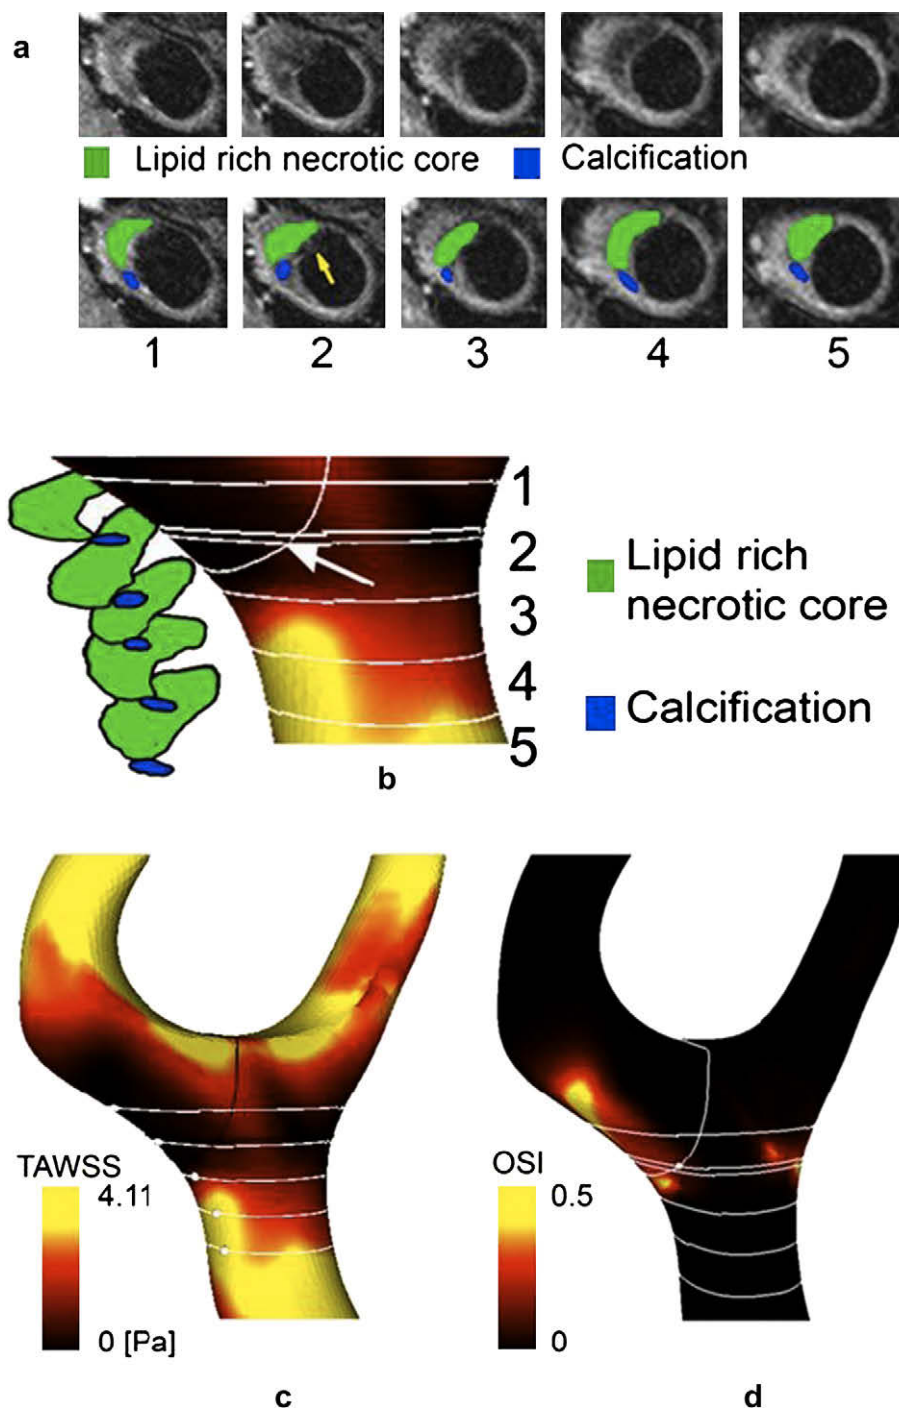 a
Lipid rich necrotic core
Calcification
1
2
3
4
5
1
2
3
4
5
Lipid rich
necrotic core
Calcification
b
TAWSS
4.11
0 [Pa]
OSI
0.5
0
c
d